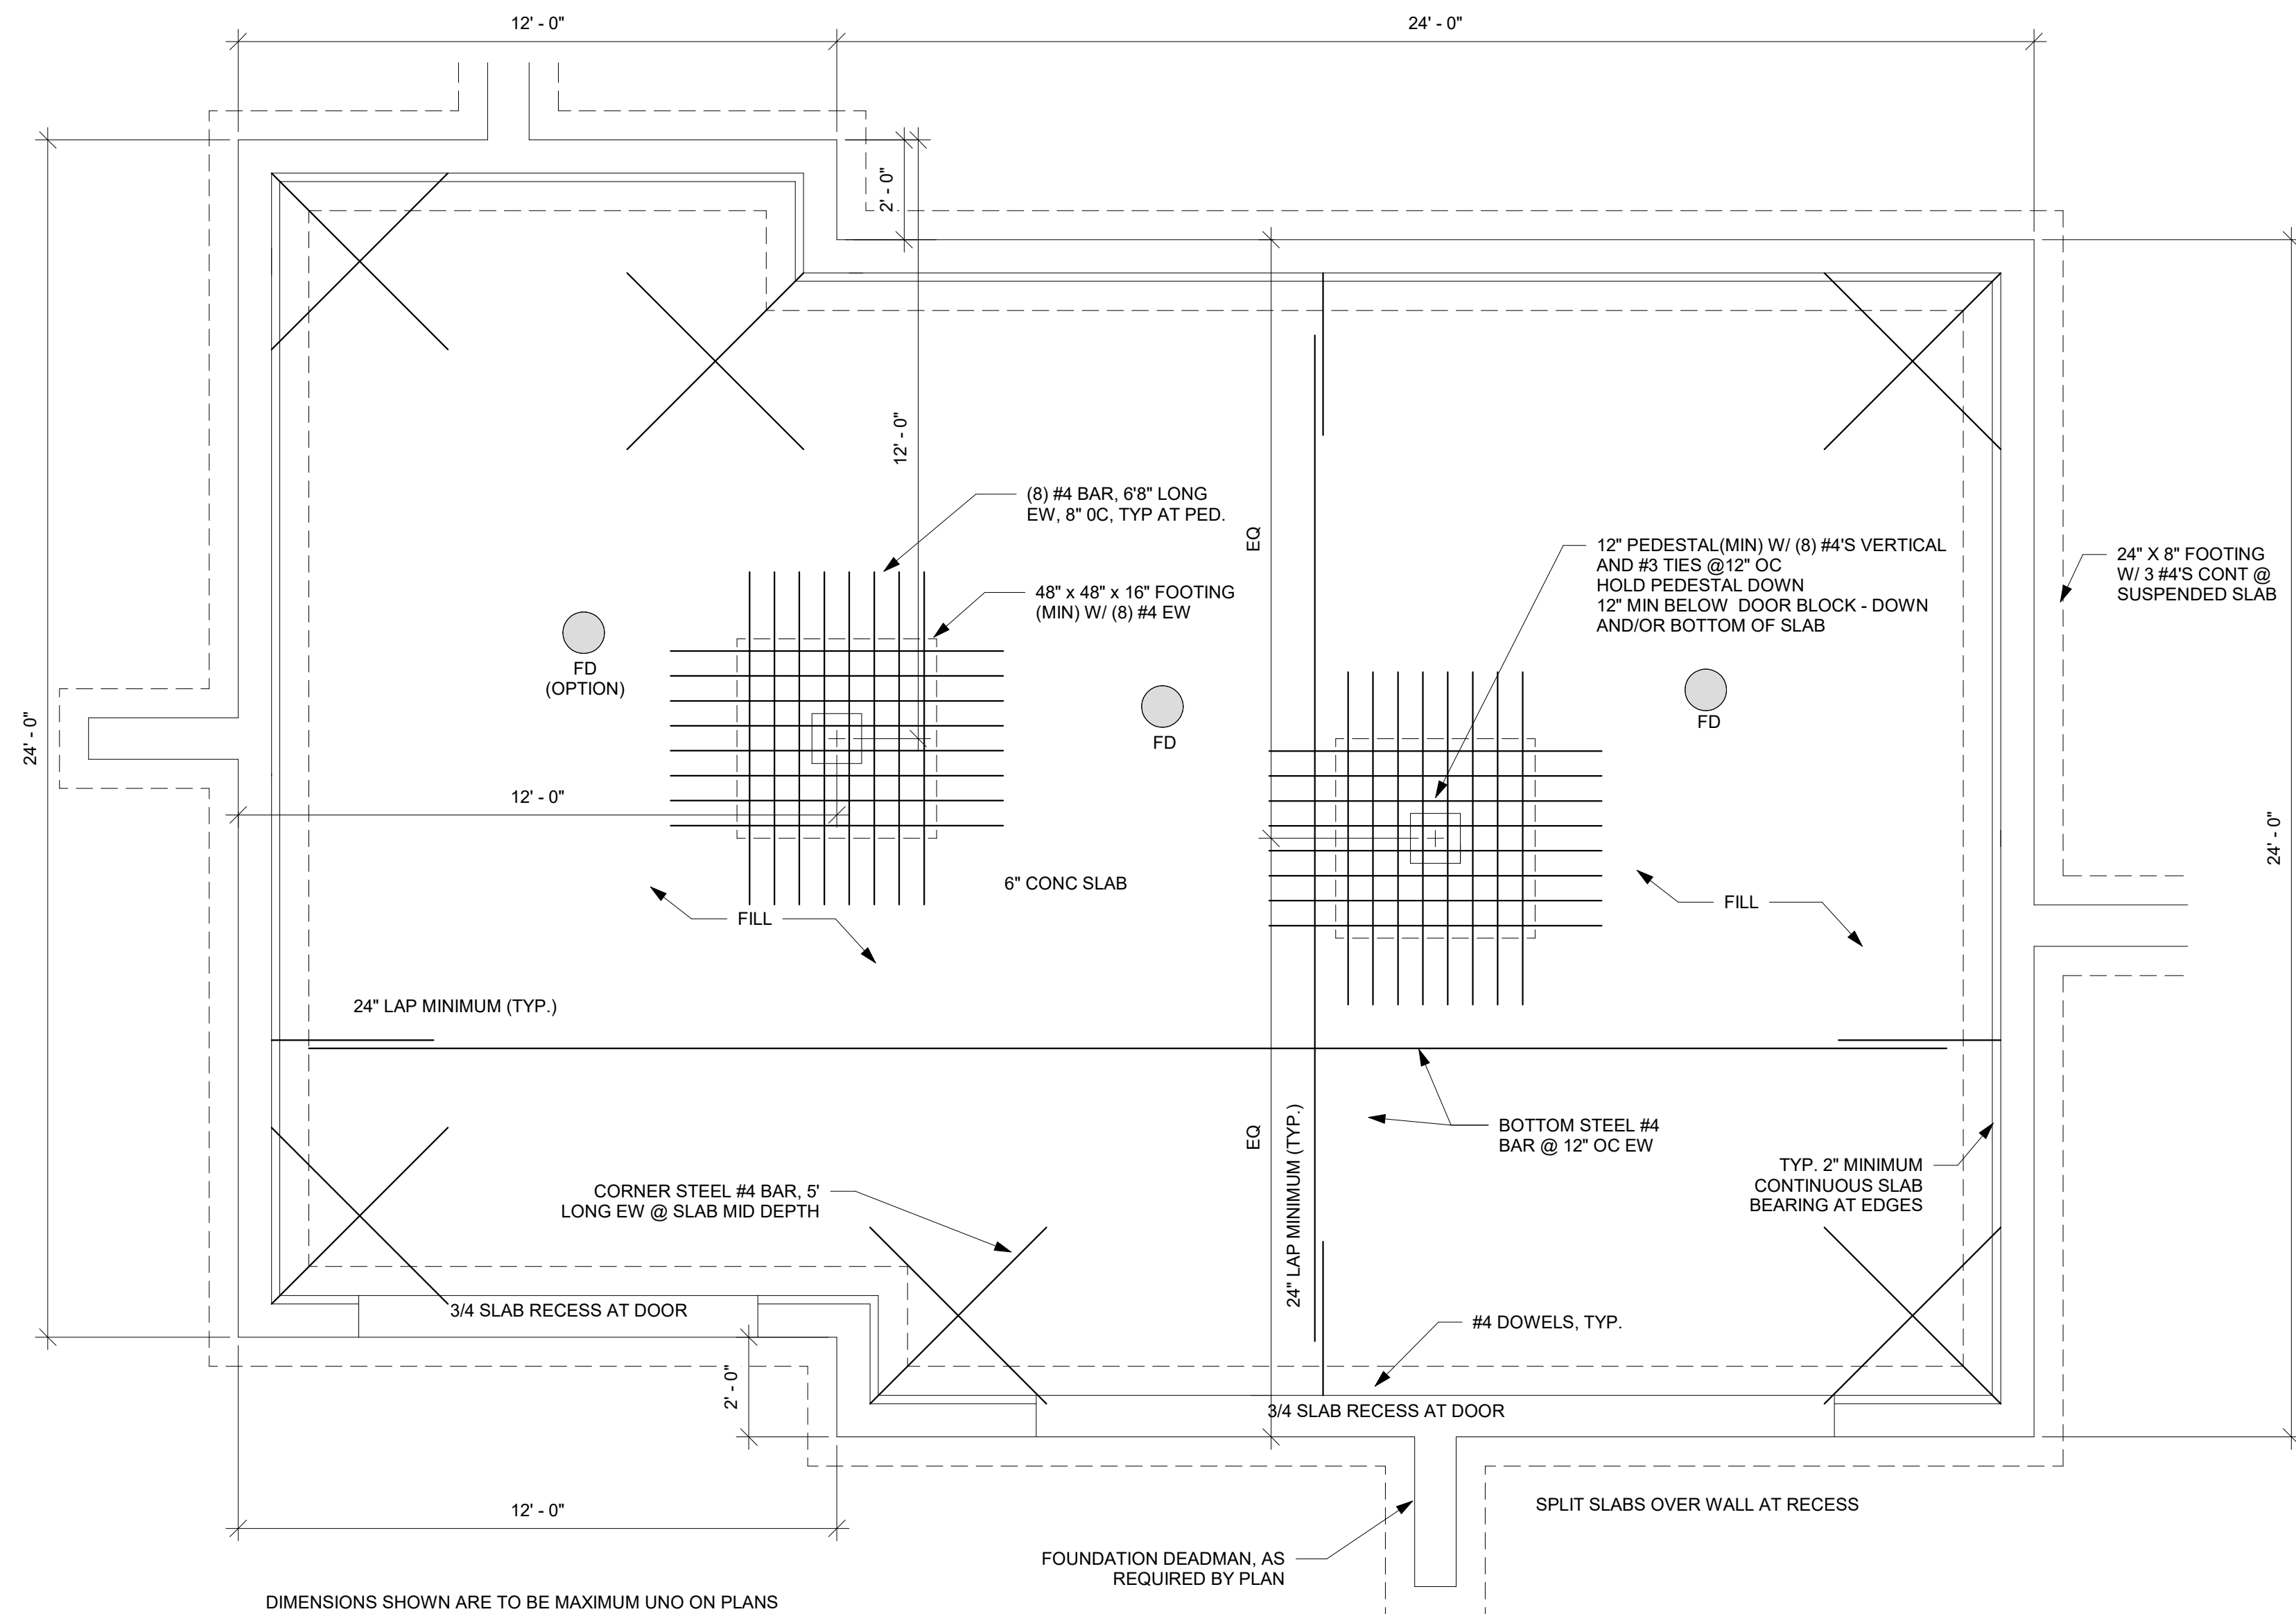 12' - 0"
24' - 0"
2' - 0"
12' - 0"
(8) #4 BAR, 6'8" LONG
EW, 8" 0C, TYP AT PED.
EQ
12" PEDESTAL(MIN) W/ (8) #4'S VERTICAL
AND #3 TIES @12" OC
HOLD PEDESTAL DOWN
12" MIN BELOW DOOR BLOCK - DOWN
AND/OR BOTTOM OF SLAB
24" X 8" FOOTING
W/ 3 #4'S CONT @
SUSPENDED SLAB
48" x 48" x 16" FOOTING
(MIN) W/ (8) #4 EW
FD
(OPTION)
FD
FD
24' - 0"
12' - 0"
24' - 0"
6" CONC SLAB
FILL
FILL
24" LAP MINIMUM (TYP.)
BOTTOM STEEL #4
BAR @ 12" OC EW
EQ
24" LAP MINIMUM (TYP.)
TYP. 2" MINIMUM
CONTINUOUS SLAB
BEARING AT EDGES
CORNER STEEL #4 BAR, 5'
LONG EW @ SLAB MID DEPTH
3/4 SLAB RECESS AT DOOR
#4 DOWELS, TYP.
2' - 0"
3/4 SLAB RECESS AT DOOR
12' - 0"
SPLIT SLABS OVER WALL AT RECESS
FOUNDATION DEADMAN, AS
REQUIRED BY PLAN
DIMENSIONS SHOWN ARE TO BE MAXIMUM UNO ON PLANS